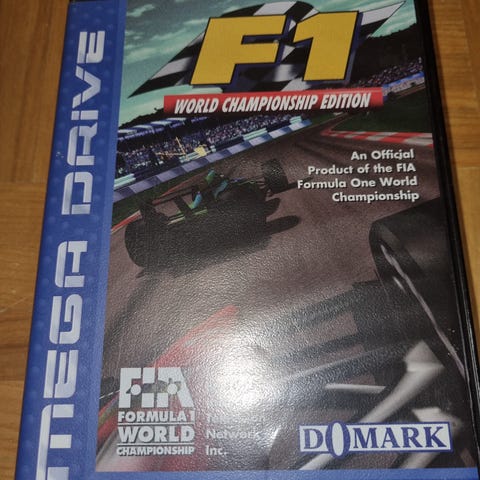 MEGA DRIVE
F1
WORLD CHAMPIONSHIP EDITION
An Official
Product of the FIA
Formula One World
Championship
FIA
FORMULA 1
WORLD
CHAMPIONSHIP
Network
Inc.
DOMARK